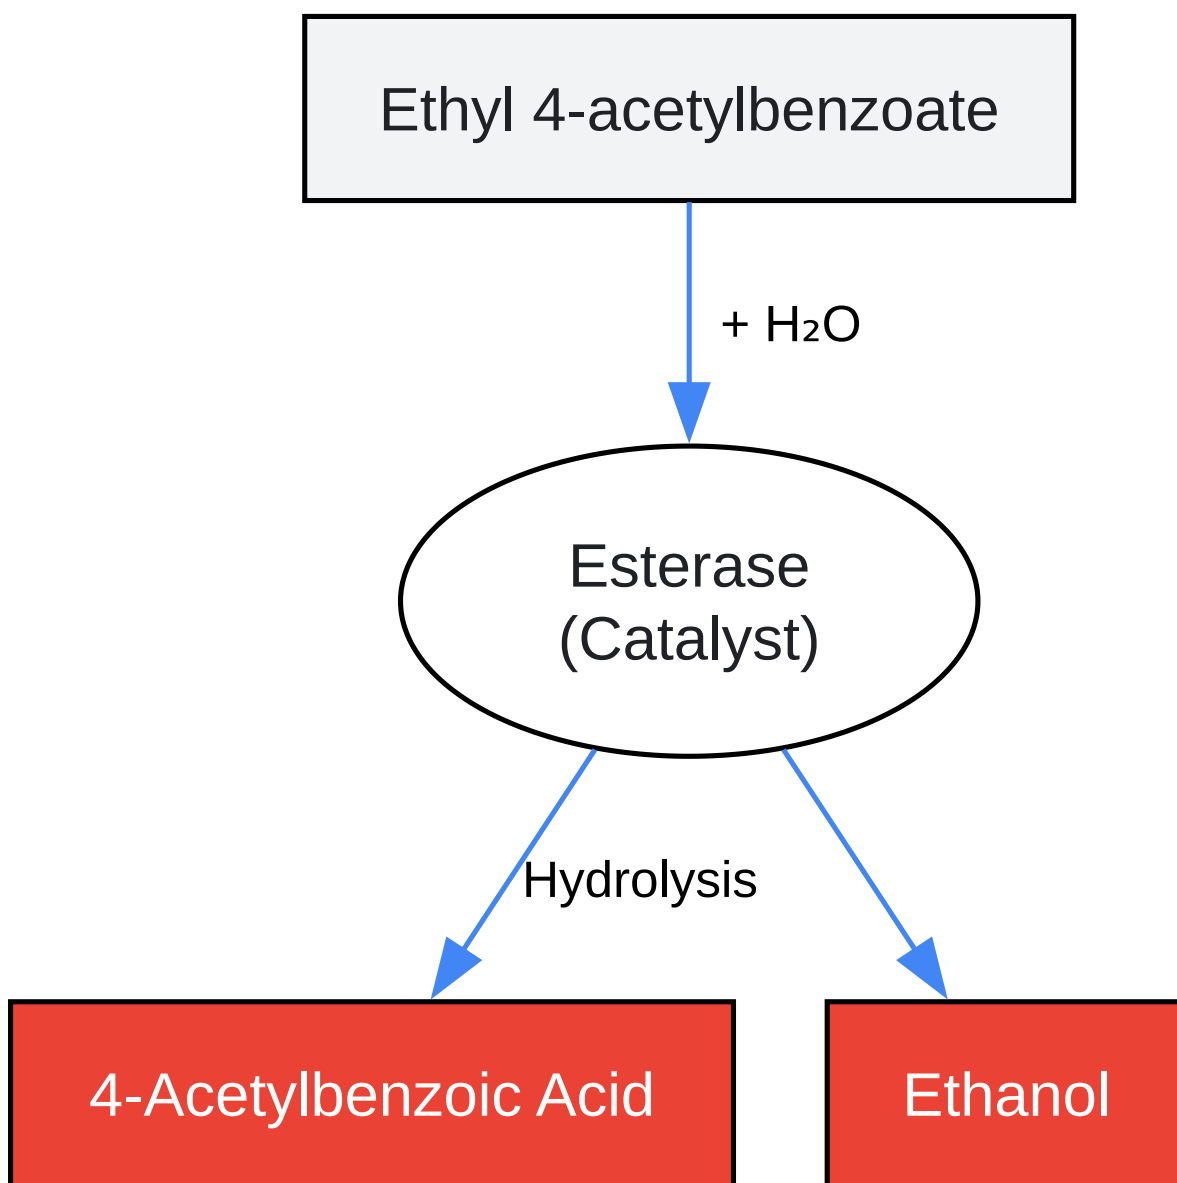 Ethyl 4-acetylbenzoate
+ H₂O
Esterase
(Catalyst)
Hydrolysis
4-Acetylbenzoic Acid
Ethanol